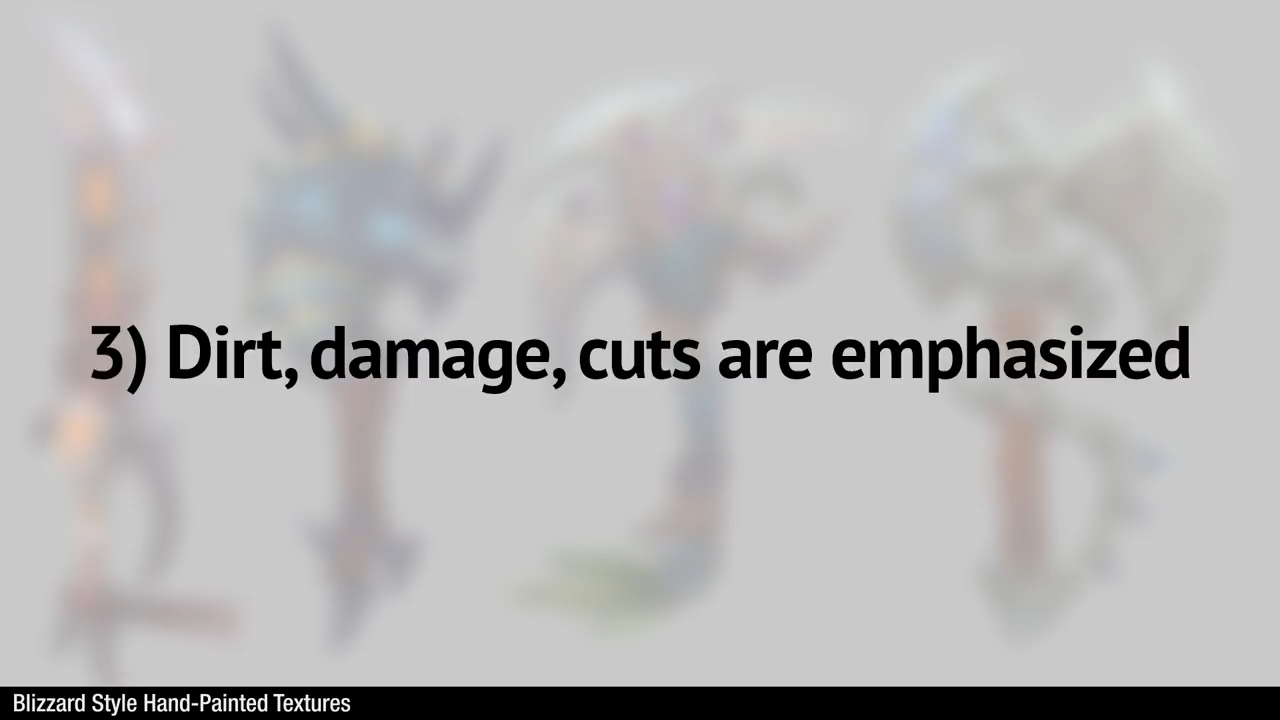 3) Dirt, damage, cuts are emphasized
Blizzard Style Hand-Painted Textures